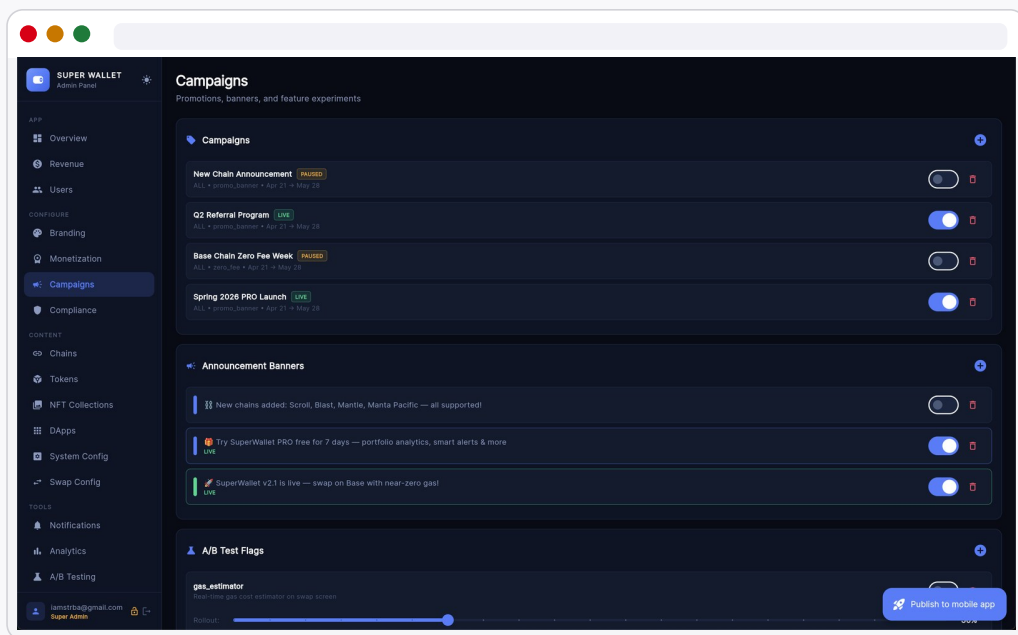 SUPER WALLET
Admin Panel
APP
Overview
Revenue
Users
CONFIGURE
Branding
Monetization
Campaigns
Compliance
CONTENT
Chains
Tokens
NFT Collections
DApps
System Config
Swap Config
TOOLS
Notifications
Analytics
A/B Testing
iamstrba@gmail.com
Super Admin
Campaigns
Promotions, banners, and feature experiments
Campaigns
New Chain Announcement PAUSED
ALL • promo_banner • Apr 21 → May 28
Q2 Referral Program LIVE
ALL • promo_banner • Apr 21 → May 28
Base Chain Zero Fee Week PAUSED
ALL • zero_fee • Apr 21 → May 28
Spring 2026 PRO Launch LIVE
ALL • promo_banner • Apr 21 → May 28
Announcement Banners
⛓️ New chains added: Scroll, Blast, Mantle, Manta Pacific — all supported!
🎁 Try SuperWallet PRO free for 7 days — portfolio analytics, smart alerts & more
LIVE
🚀 SuperWallet v2.1 is live — swap on Base with near-zero gas!
LIVE
A/B Test Flags
gas_estimator
Real-time gas cost estimator on swap screen
Rollout:
Publish to mobile app